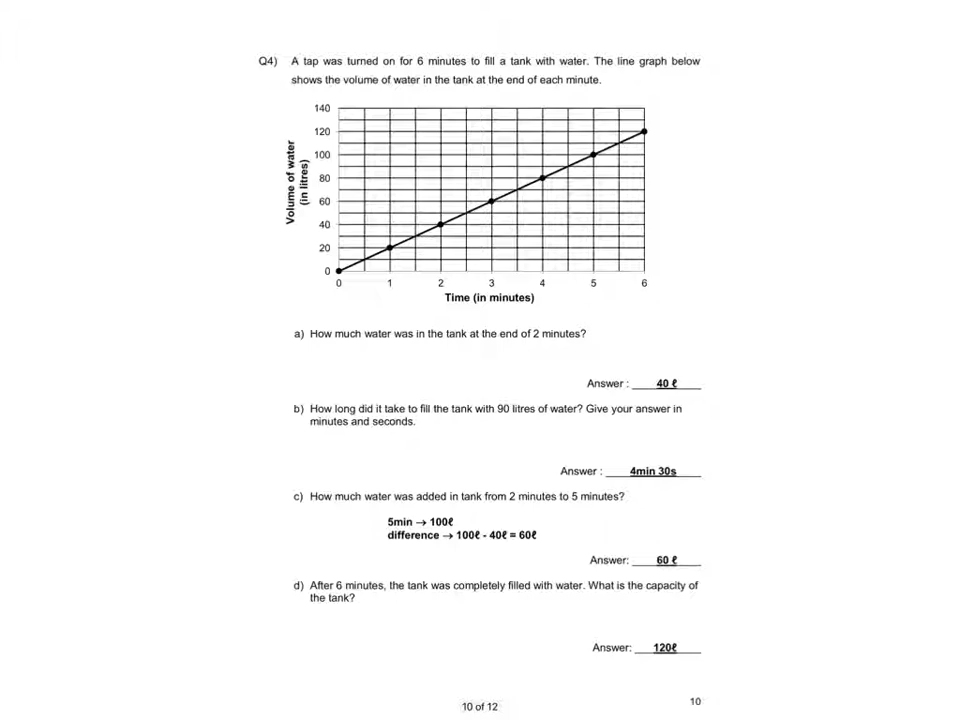 Q4) A tap was turned on for 6 minutes to fill a tank with water. The line graph below
shows the volume of water in the tank at the end of each minute.
140
120
100
80
60
40
20
0
Volume of water
(in litres)
0 1 2 3 4 5 6
Time (in minutes)
a) How much water was in the tank at the end of 2 minutes?
Answer : 40 ℓ
b) How long did it take to fill the tank with 90 litres of water? Give your answer in
minutes and seconds.
Answer : 4min 30s
c) How much water was added in tank from 2 minutes to 5 minutes?
5min → 100ℓ
difference → 100ℓ - 40ℓ = 60ℓ
Answer: 60 ℓ
d) After 6 minutes, the tank was completely filled with water. What is the capacity of
the tank?
Answer: 120ℓ
10
10 of 12